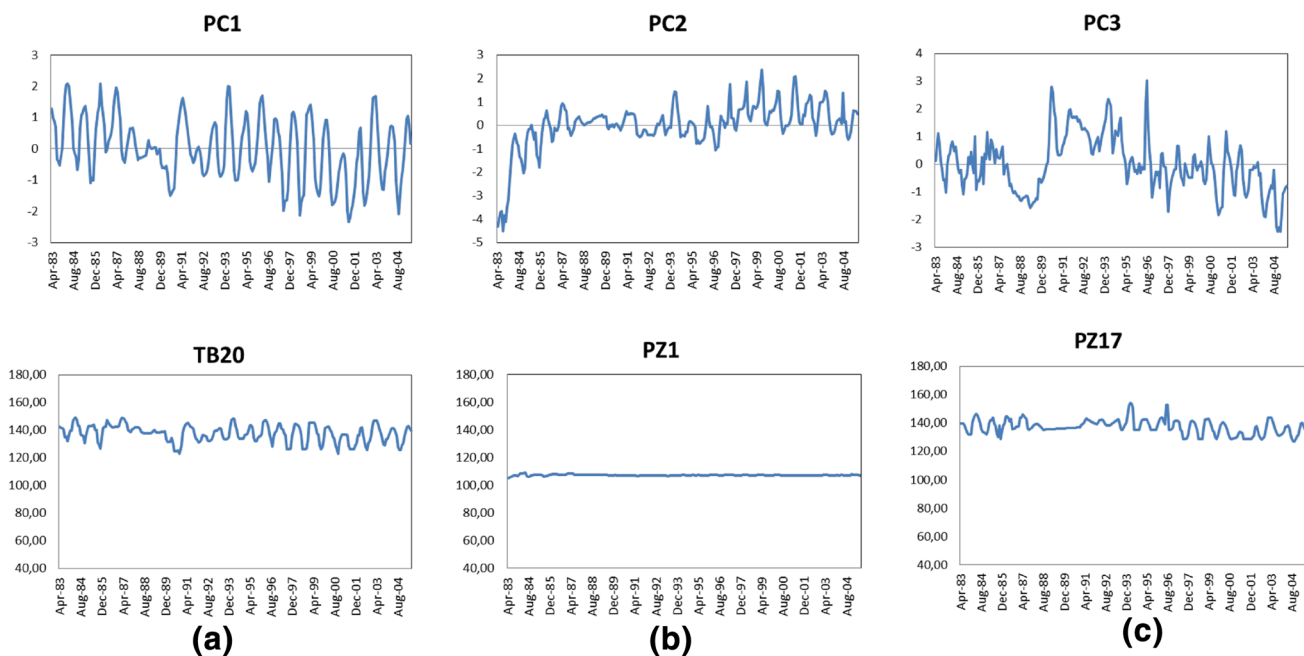 PC1
3
2
1
0
-1
-2
-3
Apr-83
Aug-84
Dec-85
Apr-87
Aug-88
Dec-89
Apr-91
Aug-92
Dec-93
Apr-95
Aug-96
Dec-97
Apr-99
Aug-00
Dec-01
Apr-03
Aug-04
PC2
3
1
-1
-3
-5
Apr-83
Aug-84
Dec-85
Apr-87
Aug-88
Dec-89
Apr-91
Aug-92
Dec-93
Apr-95
Aug-96
Dec-97
Apr-99
Aug-00
Dec-01
Apr-03
Aug-04
PC3
4
3
2
1
0
-1
-2
-3
Apr-83
Aug-84
Dec-85
Apr-87
Aug-88
Dec-89
Apr-91
Aug-92
Dec-93
Apr-95
Aug-96
Dec-97
Apr-99
Aug-00
Dec-01
Apr-03
Aug-04
TB20
180,00
160,00
140,00
120,00
100,00
80,00
60,00
40,00
Apr-83
Aug-84
Dec-85
Apr-87
Aug-88
Dec-89
Apr-91
Aug-92
Dec-93
Apr-95
Aug-96
Dec-97
Apr-99
Aug-00
Dec-01
Apr-03
Aug-04
(a)
PZ1
180,00
160,00
140,00
120,00
100,00
80,00
60,00
40,00
Apr-83
Aug-84
Dec-85
Apr-87
Aug-88
Dec-89
Apr-91
Aug-92
Dec-93
Apr-95
Aug-96
Dec-97
Apr-99
Aug-00
Dec-01
Apr-03
Aug-04
(b)
PZ17
180,00
160,00
140,00
120,00
100,00
80,00
60,00
40,00
Apr-83
Aug-84
Dec-85
Apr-87
Aug-88
Dec-89
Apr-91
Aug-92
Dec-93
Apr-95
Aug-96
Dec-97
Apr-99
Aug-00
Dec-01
Apr-03
Aug-04
(c)